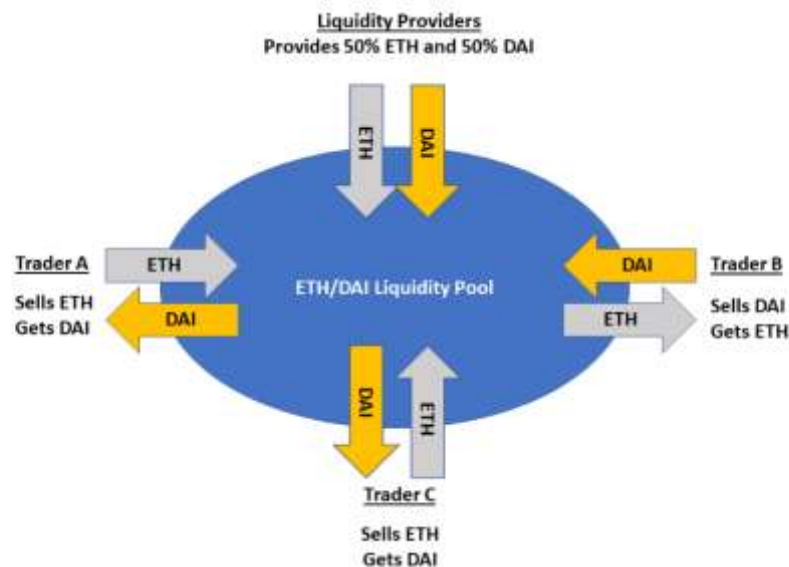 Liquidity Providers
Provides 50% ETH and 50% DAI
ETH
DAI
Trader A
ETH
Sells ETH
Gets DAI
DAI
ETH/DAI Liquidity Pool
DAI
Trader B
ETH
Sells DAI
Gets ETH
DAI
ETH
Trader C
Sells ETH
Gets DAI